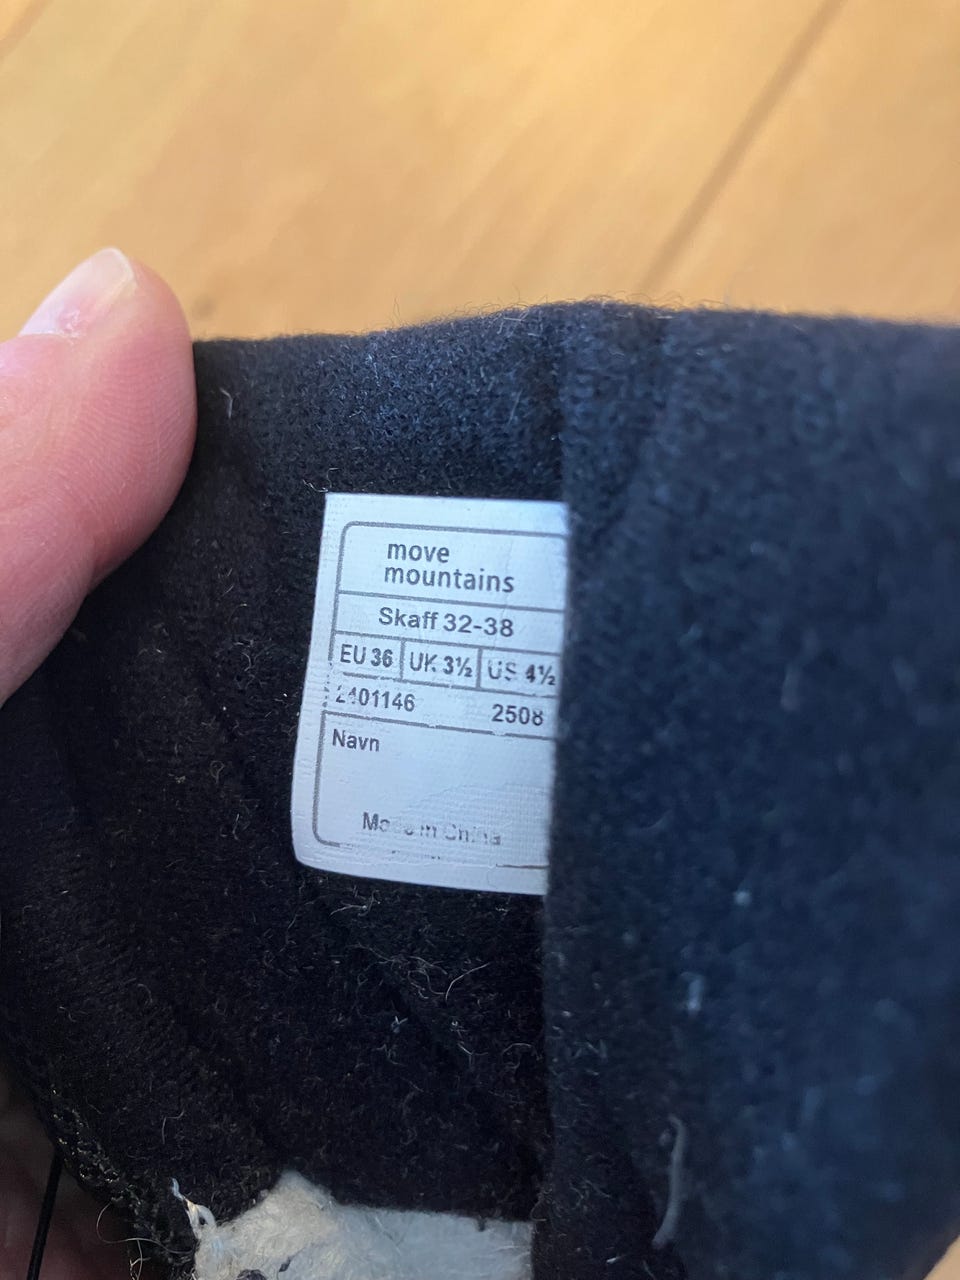 move
mountains
Skaff 32-38
EU 36 UK 3½ US 4½
2401146 2508
Navn
Made in China